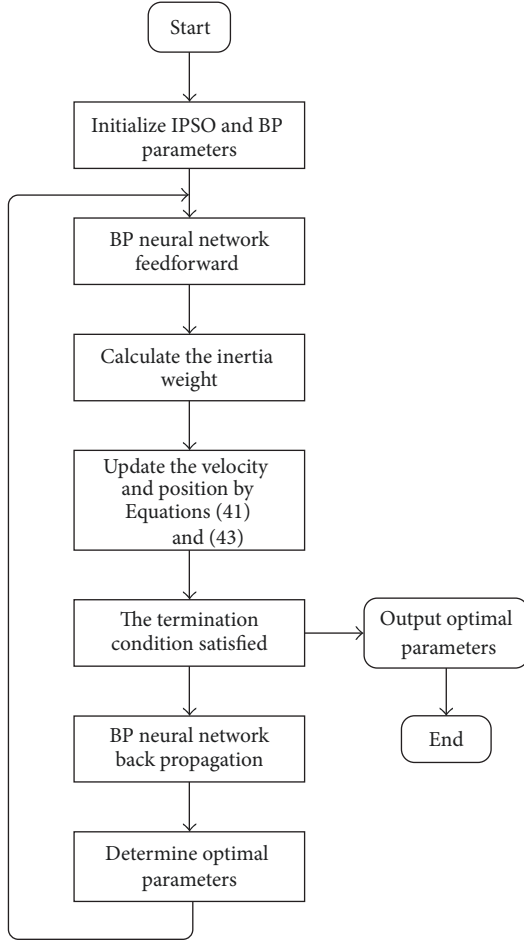 Start
Initialize IPSO and BP
parameters
BP neural network
feedforward
Calculate the inertia
weight
Update the velocity
and position by
Equations (41)
and (43)
The termination
condition satisfied
Output optimal
parameters
End
BP neural network
back propagation
Determine optimal
parameters